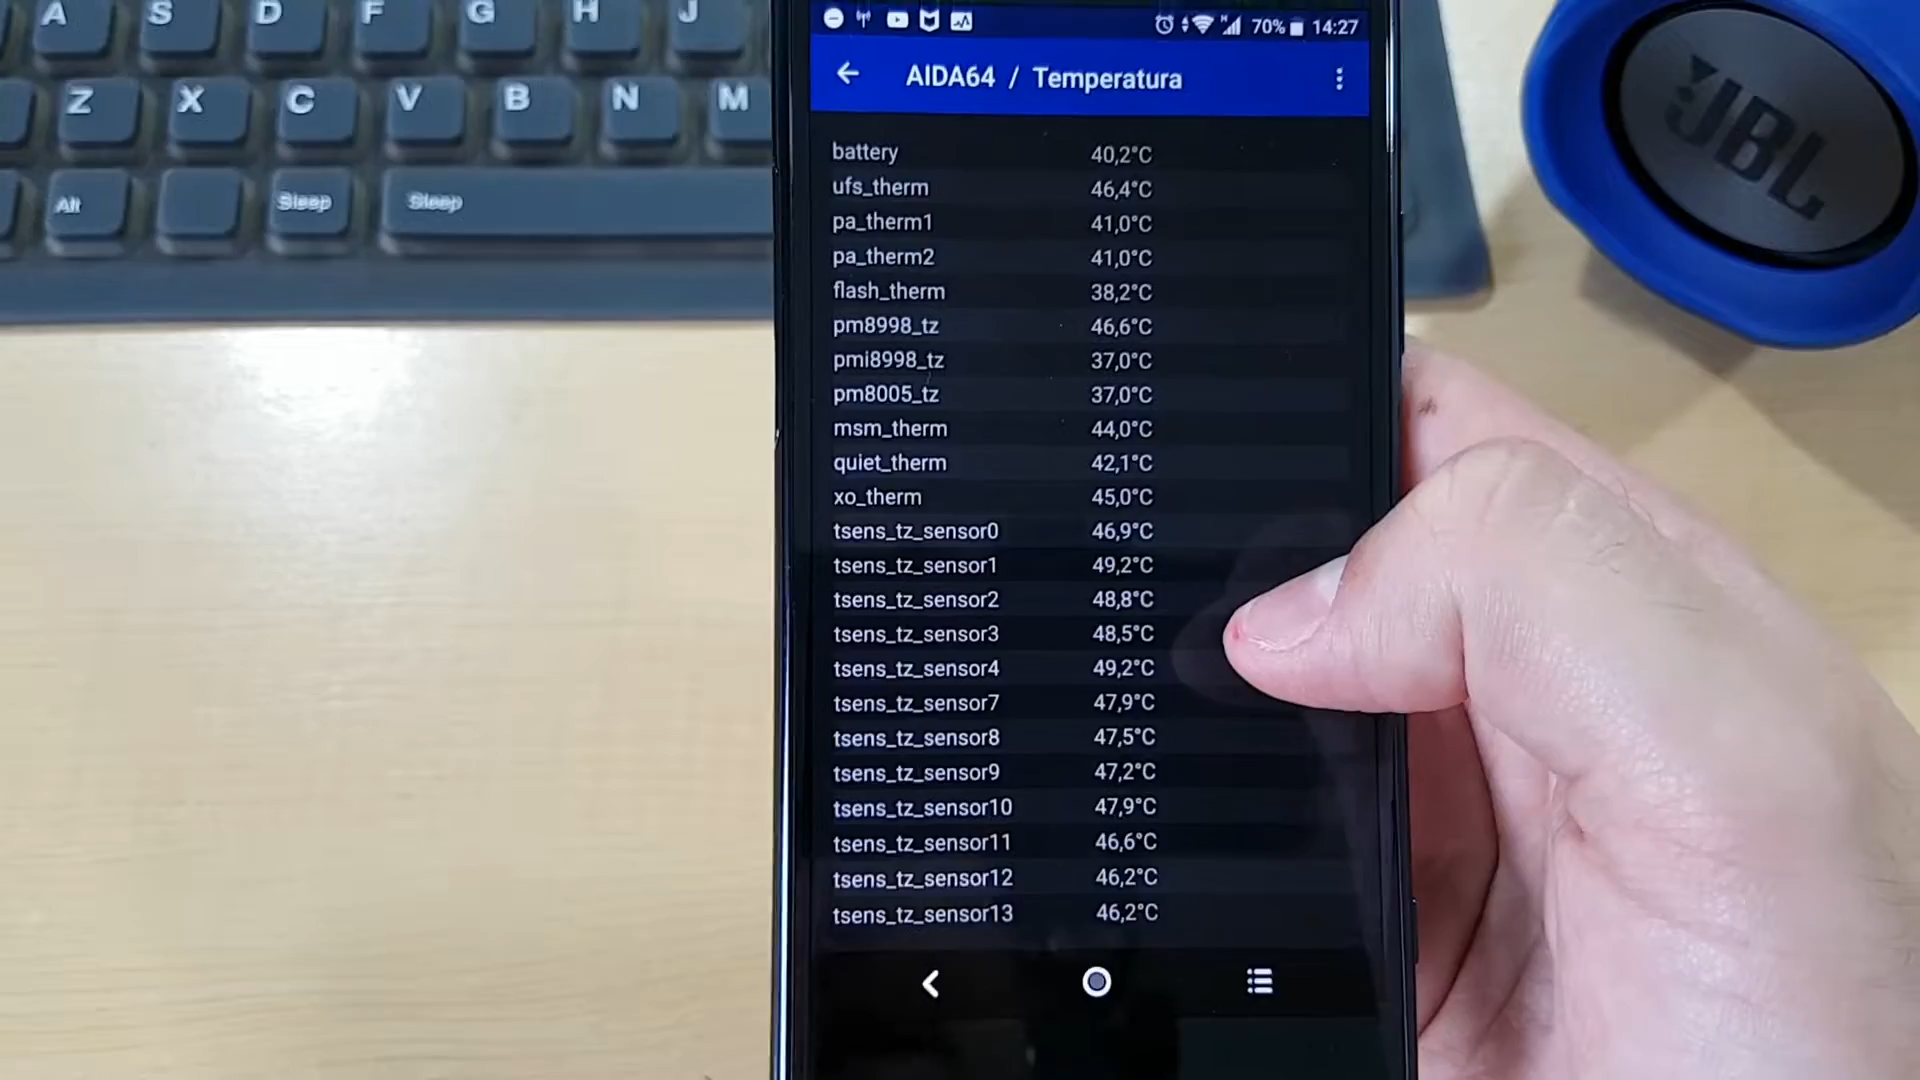 A S D F G H J
Z X C V B N M
Alt Sleep Sleep
JBL
70% 14:27
AIDA64 / Temperatura
battery 40,2°C
ufs_therm 46,4°C
pa_therm1 41,0°C
pa_therm2 41,0°C
flash_therm 38,2°C
pm8998_tz 46,6°C
pmi8998_tz 37,0°C
pm8005_tz 37,0°C
msm_therm 44,0°C
quiet_therm 42,1°C
xo_therm 45,0°C
tsens_tz_sensor0 46,9°C
tsens_tz_sensor1 49,2°C
tsens_tz_sensor2 48,8°C
tsens_tz_sensor3 48,5°C
tsens_tz_sensor4 49,2°C
tsens_tz_sensor7 47,9°C
tsens_tz_sensor8 47,5°C
tsens_tz_sensor9 47,2°C
tsens_tz_sensor10 47,9°C
tsens_tz_sensor11 46,6°C
tsens_tz_sensor12 46,2°C
tsens_tz_sensor13 46,2°C